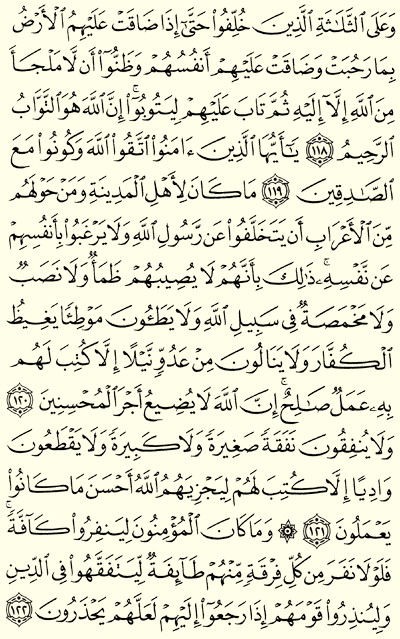 وَعَلَى ٱلثَّلَـٰثَةِ ٱلَّذِينَ خُلِّفُوا۟ حَتَّىٰٓ إِذَا ضَاقَتْ عَلَيْهِمُ ٱلْأَرْضُ
بِمَا رَحُبَتْ وَضَاقَتْ عَلَيْهِمْ أَنفُسُهُمْ وَظَنُّوٓا۟ أَن لَّا مَلْجَأَ
مِنَ ٱللَّهِ إِلَّآ إِلَيْهِ ثُمَّ تَابَ عَلَيْهِمْ لِيَتُوبُوٓا۟ ۚ إِنَّ ٱللَّهَ هُوَ ٱلتَّوَّابُ
ٱلرَّحِيمُ ﴿١١٨﴾ يَـٰٓأَيُّهَا ٱلَّذِينَ ءَامَنُوا۟ ٱتَّقُوا۟ ٱللَّهَ وَكُونُوا۟ مَعَ
ٱلصَّـٰدِقِينَ ﴿١١٩﴾ مَا كَانَ لِأَهْلِ ٱلْمَدِينَةِ وَمَنْ حَوْلَهُم
مِّنَ ٱلْأَعْرَابِ أَن يَتَخَلَّفُوا۟ عَن رَّسُولِ ٱللَّهِ وَلَا يَرْغَبُوا۟ بِأَنفُسِهِمْ
عَن نَّفْسِهِۦ ۚ ذَٰلِكَ بِأَنَّهُمْ لَا يُصِيبُهُمْ ظَمَأٌ وَلَا نَصَبٌ
وَلَا مَخْمَصَةٌ فِى سَبِيلِ ٱللَّهِ وَلَا يَطَـُٔونَ مَوْطِئًا يَغِيظُ
ٱلْكُفَّارَ وَلَا يَنَالُونَ مِنْ عَدُوٍّ نَّيْلًا إِلَّا كُتِبَ لَهُم
بِهِۦ عَمَلٌ صَـٰلِحٌ ۚ إِنَّ ٱللَّهَ لَا يُضِيعُ أَجْرَ ٱلْمُحْسِنِينَ ﴿١٢٠﴾
وَلَا يُنفِقُونَ نَفَقَةً صَغِيرَةً وَلَا كَبِيرَةً وَلَا يَقْطَعُونَ
وَادِيًا إِلَّا كُتِبَ لَهُمْ لِيَجْزِيَهُمُ ٱللَّهُ أَحْسَنَ مَا كَانُوا۟
يَعْمَلُونَ ﴿١٢١﴾ ۞ وَمَا كَانَ ٱلْمُؤْمِنُونَ لِيَنفِرُوا۟ كَآفَّةً ۚ
فَلَوْلَا نَفَرَ مِن كُلِّ فِرْقَةٍ مِّنْهُمْ طَآئِفَةٌ لِّيَتَفَقَّهُوا۟ فِى ٱلدِّينِ
وَلِيُنذِرُوا۟ قَوْمَهُمْ إِذَا رَجَعُوٓا۟ إِلَيْهِمْ لَعَلَّهُمْ يَحْذَرُونَ ﴿١٢٢﴾